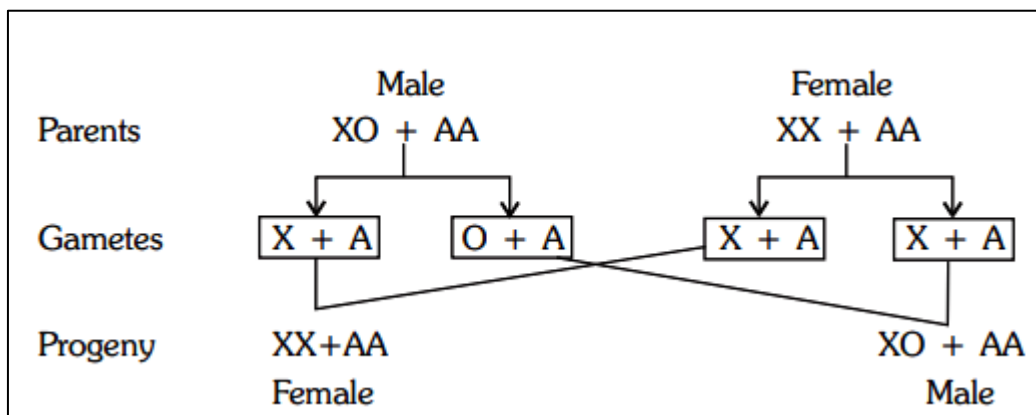 Male Female
Parents XO + AA XX + AA
Gametes X + A O + A X + A X + A
Progeny XX+AA XO + AA
Female Male